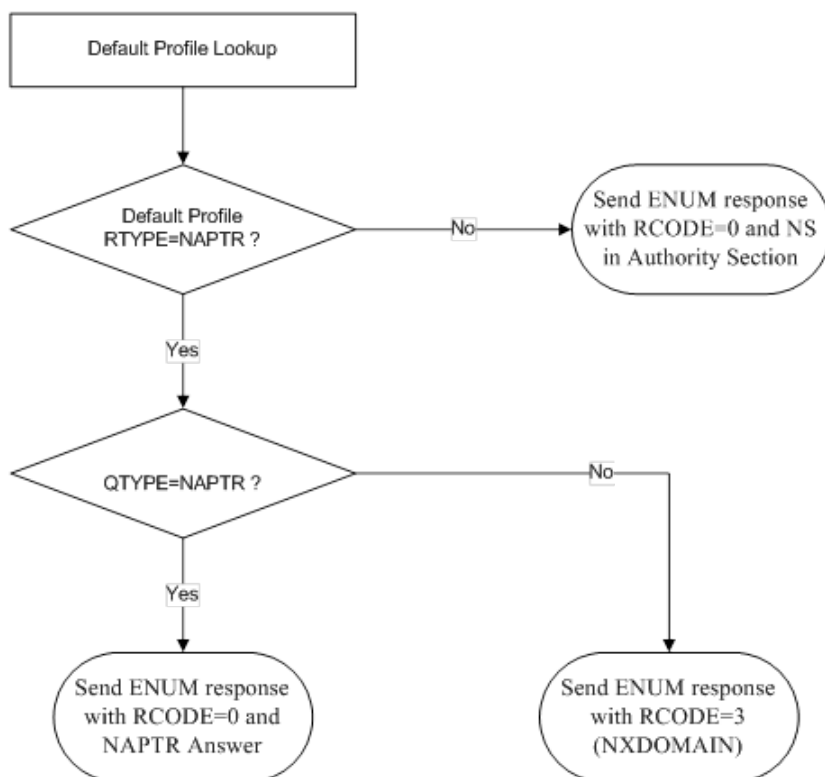 Default Profile Lookup
Default Profile
RTYPE=NAPTR ?
No
Send ENUM response
with RCODE=0 and NS
in Authority Section
Yes
QTYPE=NAPTR ?
No
Yes
Send ENUM response
with RCODE=0 and
NAPTR Answer
Send ENUM response
with RCODE=3
(NXDOMAIN)